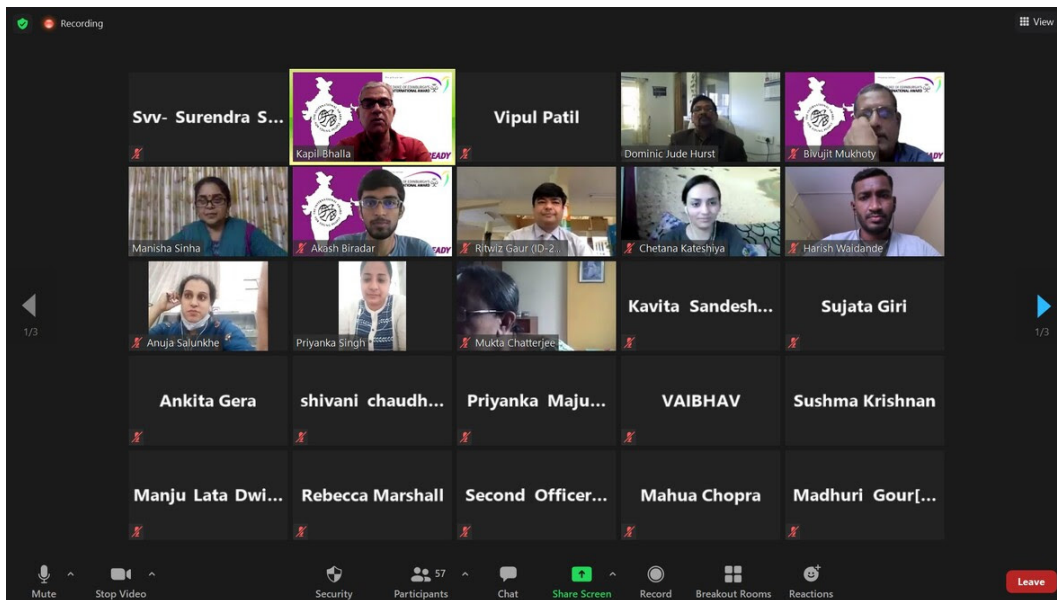 Recording
View
Svv- Surendra S...
Kapil Bhalla
READY
Vipul Patil
Dominic Jude Hurst
INTERNATIONAL AWARD
Bivujit Mukhoty
Manisha Sinha
Akash Biradar
Ritwiz Gaur (ID-2...
Chetana Kateshiya
Harish Waidande
Anuja Salunkhe
Priyanka Singh
Mukta Chatterjee
Kavita Sandesh...
Sujata Giri
1/3
1/3
Ankita Gera
shivani chaudh...
Priyanka Maju...
VAIBHAV
Sushma Krishnan
Manju Lata Dwi...
Rebecca Marshall
Second Officer...
Mahua Chopra
Madhuri Gour[...
Mute
Stop Video
Security
57
Participants
Chat
Share Screen
Record
Breakout Rooms
Reactions
Leave